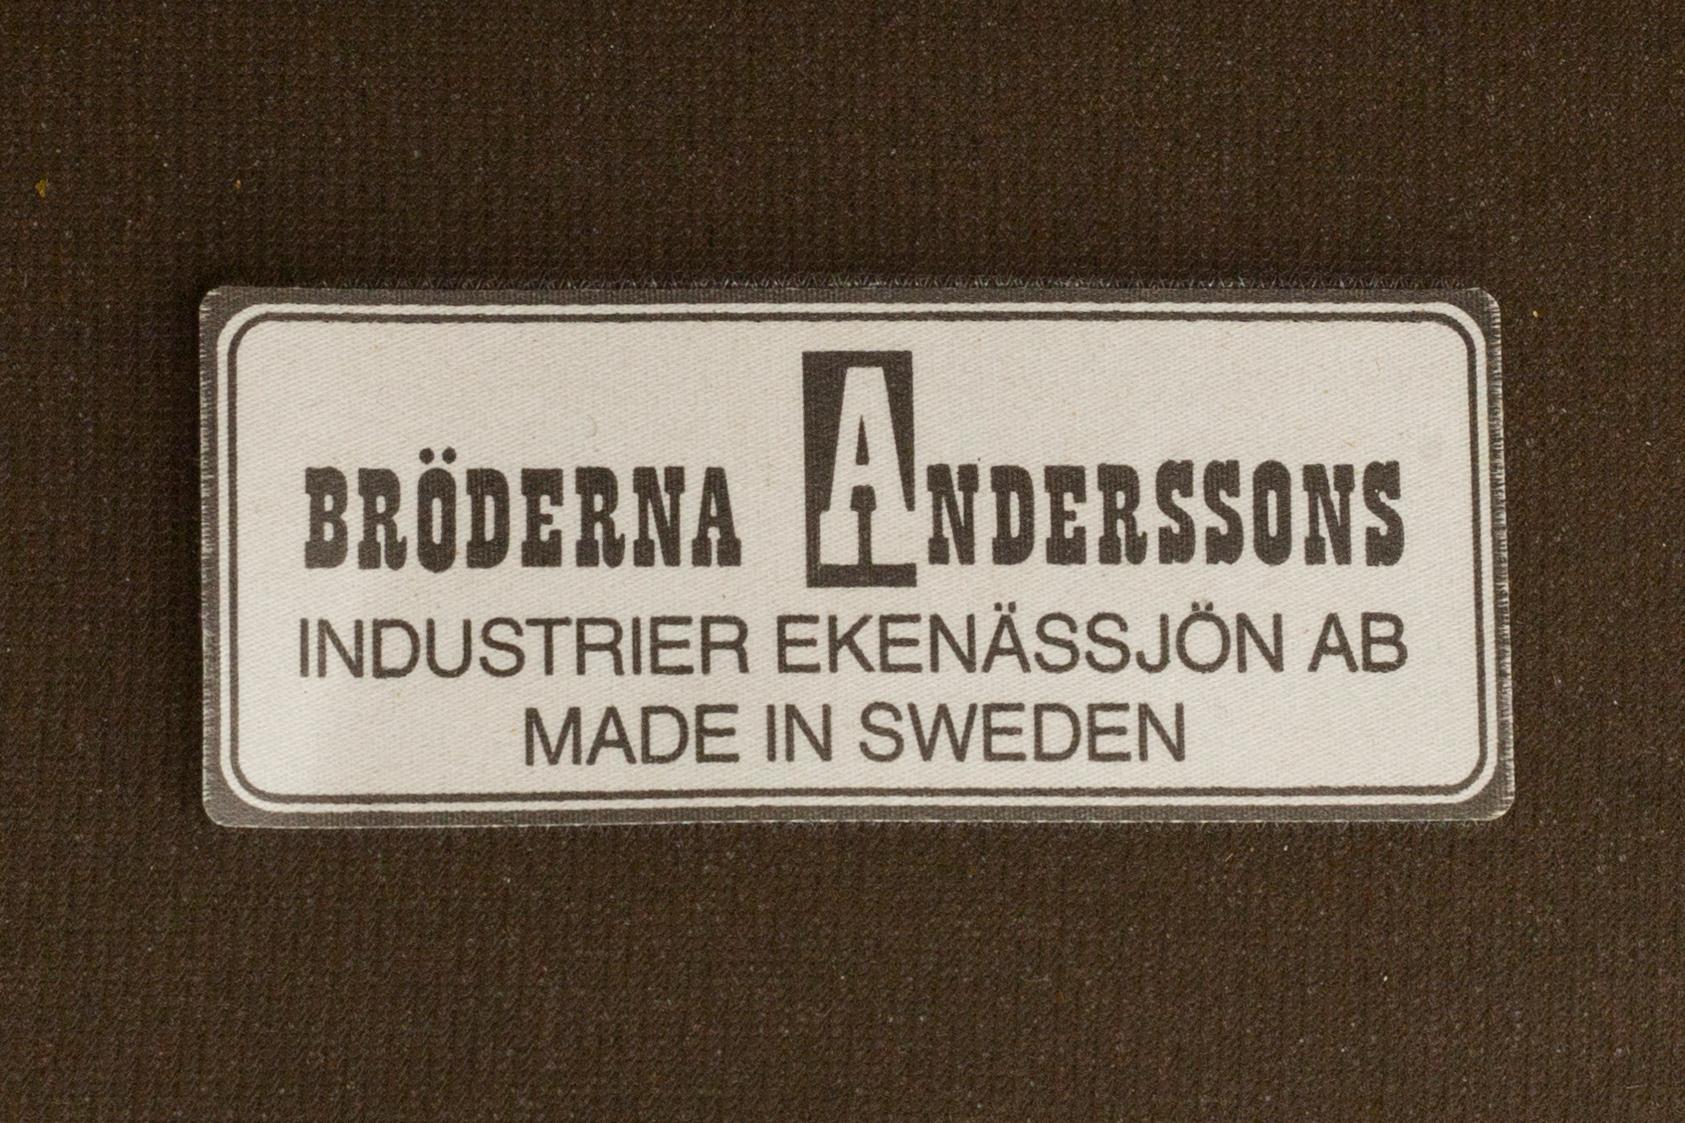 BRÖDERNA ANDERSSONS
INDUSTRIER EKENÄSSJÖN AB
MADE IN SWEDEN